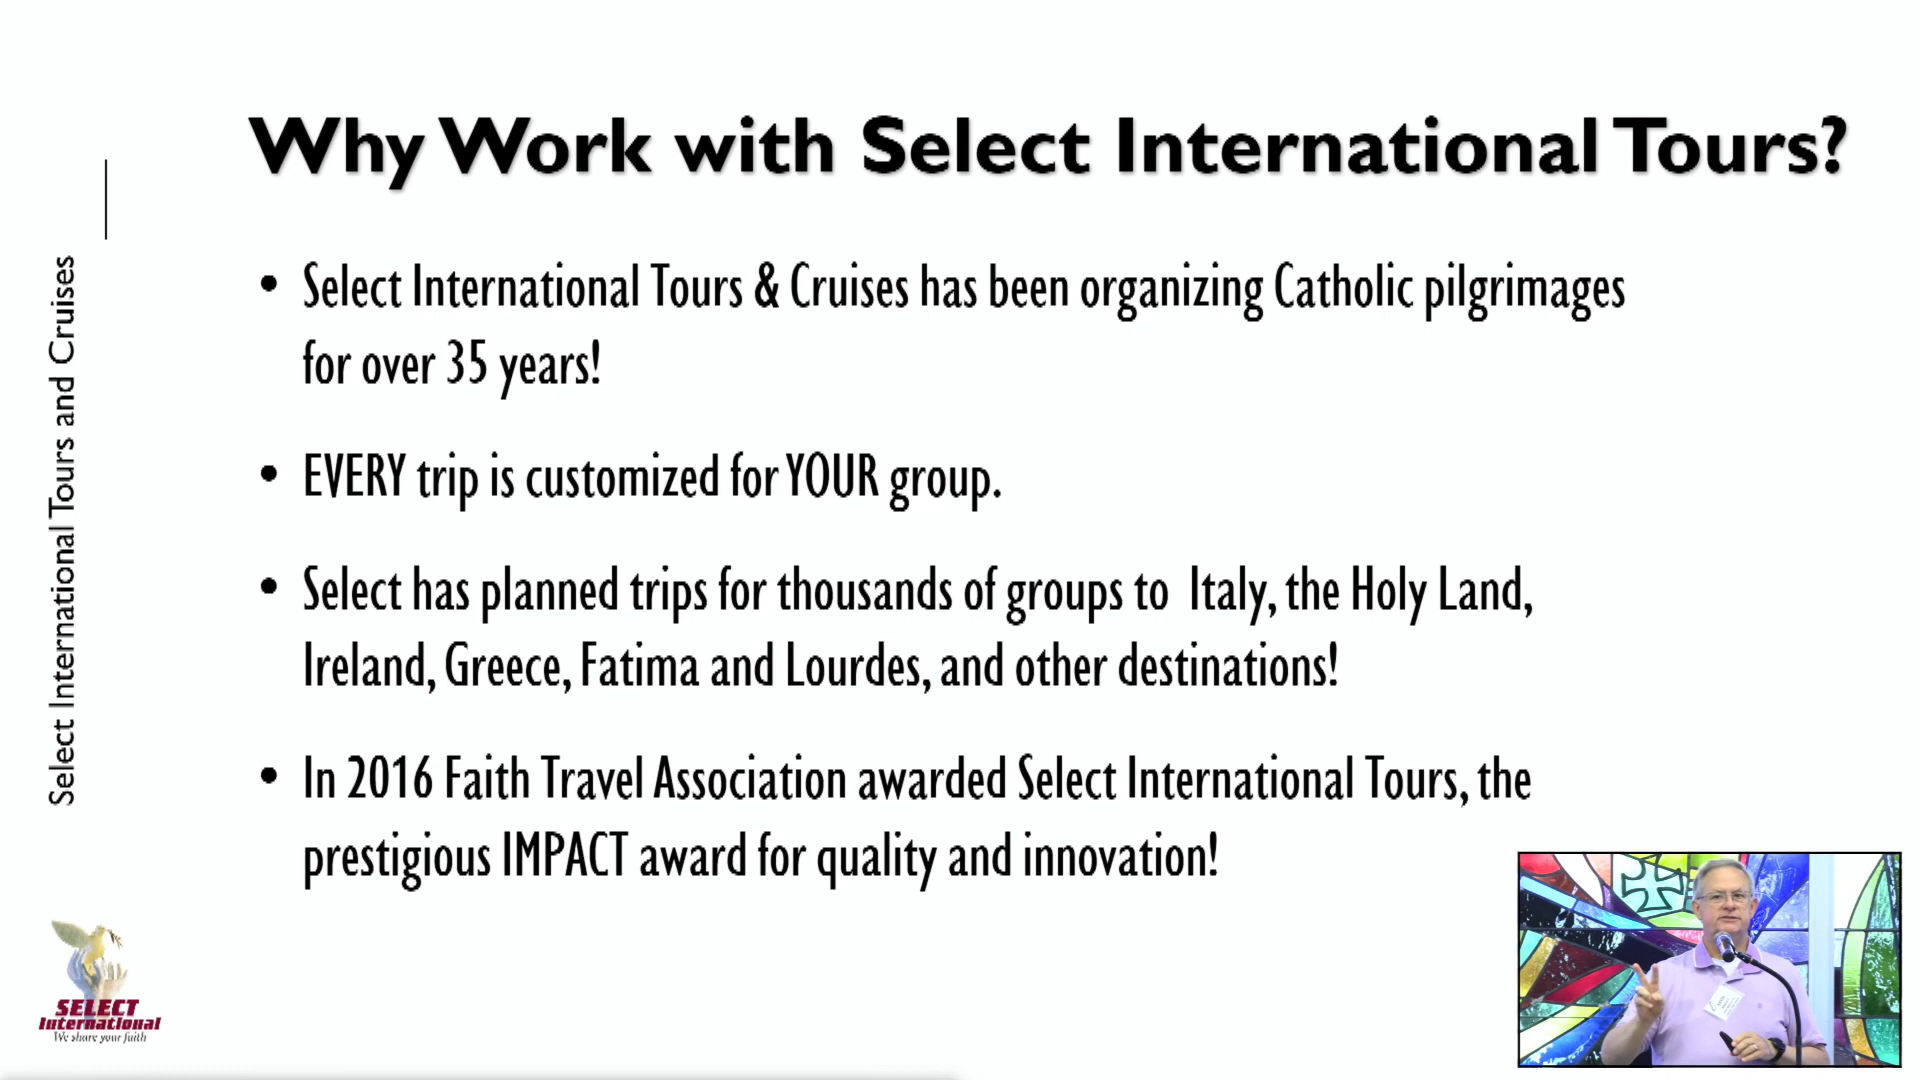 Why Work with Select International Tours?
Select International Tours and Cruises
• Select International Tours & Cruises has been organizing Catholic pilgrimages
for over 35 years!
• EVERY trip is customized for YOUR group.
• Select has planned trips for thousands of groups to Italy, the Holy Land,
Ireland, Greece, Fatima and Lourdes, and other destinations!
• In 2016 Faith Travel Association awarded Select International Tours, the
prestigious IMPACT award for quality and innovation!
SELECT
International
We share your faith